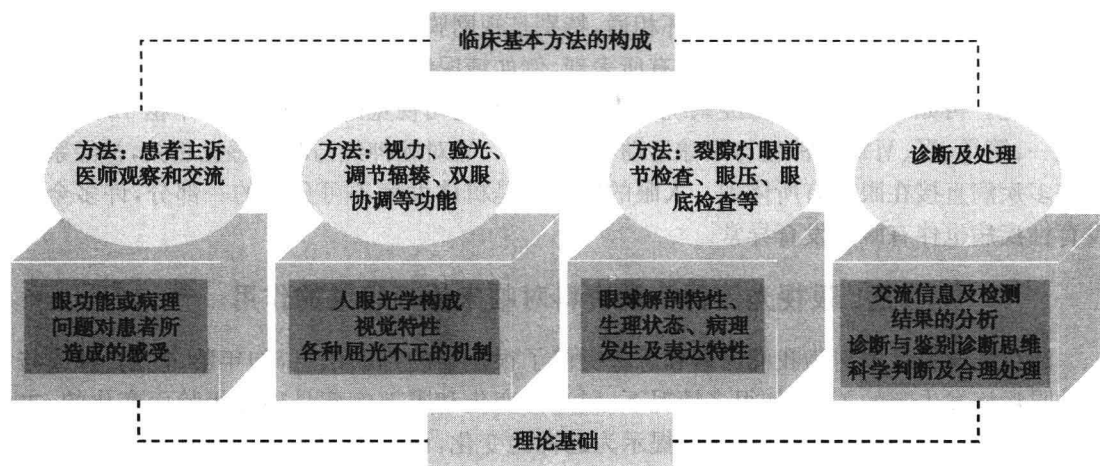 临床基本方法的构成
方法：患者主诉
医师观察和交流
方法：视力、验光、
调节辐辏、双眼
协调等功能
方法：裂隙灯眼前
节检查、眼压、眼
底检查等
诊断及处理
眼功能或病理
问题对患者所
造成的感受
人眼光学构成
视觉特性
各种屈光不正的机制
眼球解剖特性、
生理状态、病理
发生及表达特性
交流信息及检测
结果的分析
诊断与鉴别诊断思维
科学判断及合理处理
理论基础